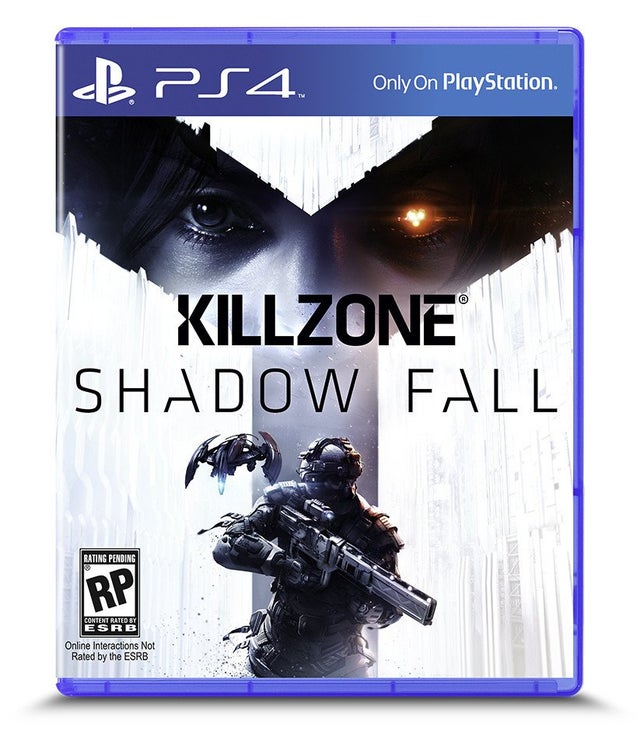 PS4™
Only On PlayStation®
KILLZONE®
SHADOW FALL
RATING PENDING
®
RP
CONTENT RATED BY
ESRB
Online Interactions Not
Rated by the ESRB